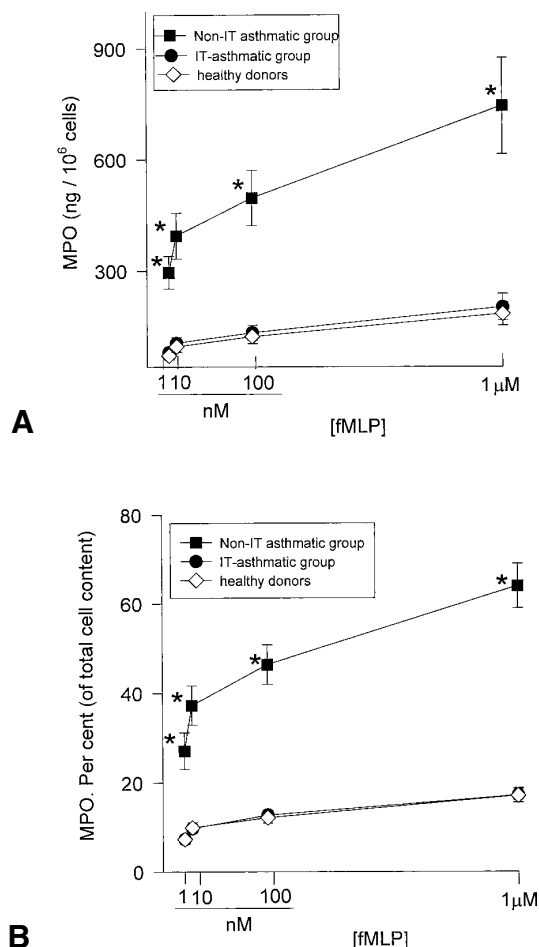 Non-IT asthmatic group
IT-asthmatic group
healthy donors
900
600
300
MPO (ng / 10⁶ cells)
*
*
*
*
1 10 100 1 µM
nM
[fMLP]
A
80
60
40
20
0
MPO. Per cent (of total cell content)
Non-IT asthmatic group
IT-asthmatic group
healthy donors
*
*
*
*
1 10 100 1µM
nM
[fMLP]
B